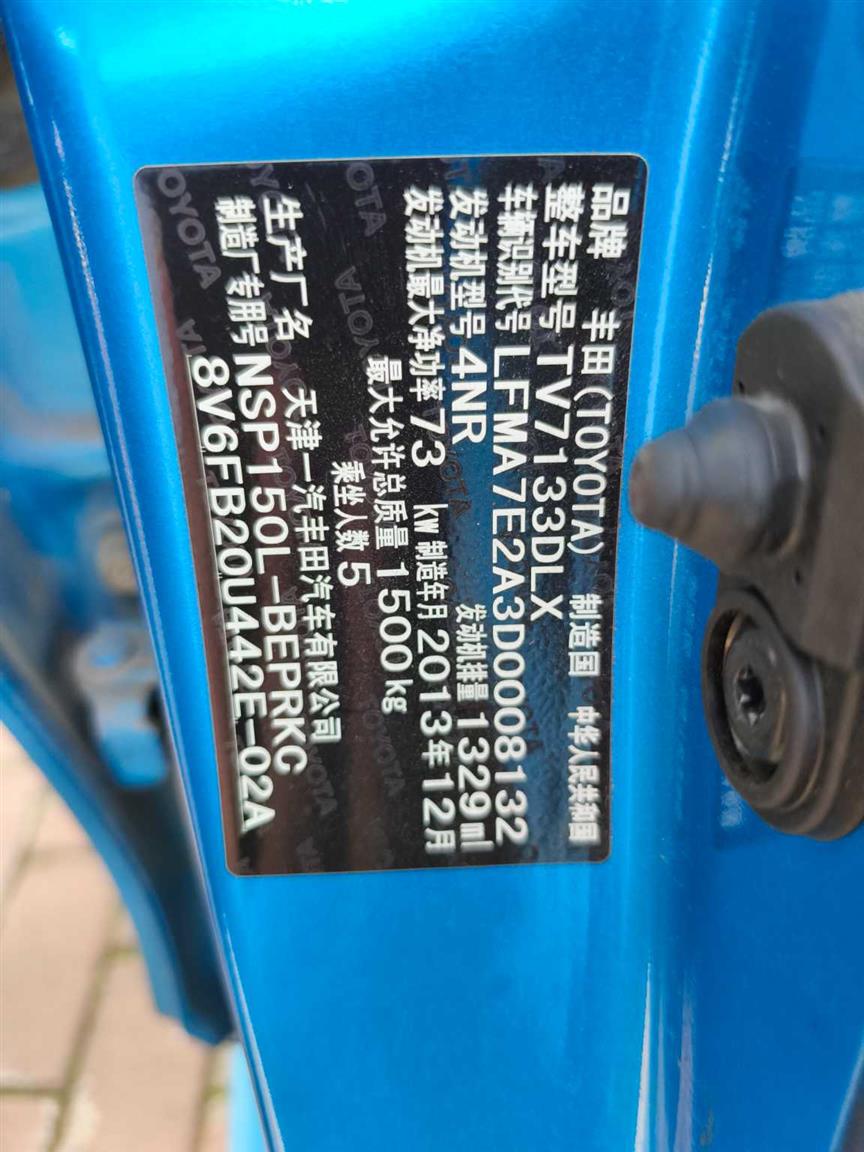 品牌 丰田(TOYOTA) 制造国 中华人民共和国
整车型号 TV7133DLX
车辆识别代号 LFMA7E2A3D0008132
发动机型号 4NR 发动机排量 1329ml
发动机最大净功率 73 kW 制造年月 2013年12月
最大允许总质量 1500kg
乘坐人数 5
生产厂名 天津一汽丰田汽车有限公司
制造厂专用号 NSP150L-BEPRKC
8V6FB20U442E-02A